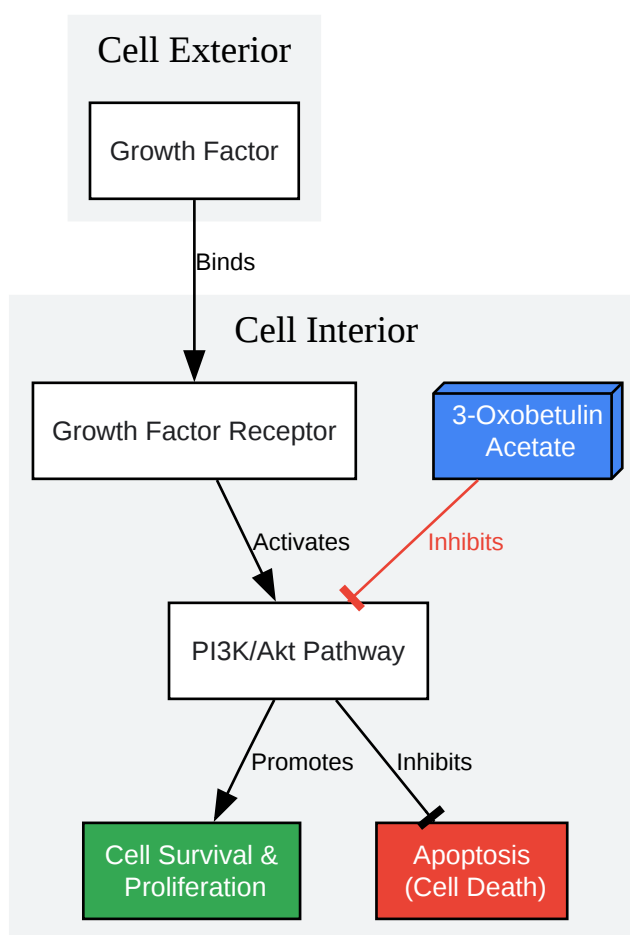 Cell Exterior
Growth Factor
Binds
Cell Interior
Growth Factor Receptor
3-Oxobetulin
Acetate
Activates
Inhibits
PI3K/Akt Pathway
Promotes
Inhibits
Cell Survival &
Proliferation
Apoptosis
(Cell Death)